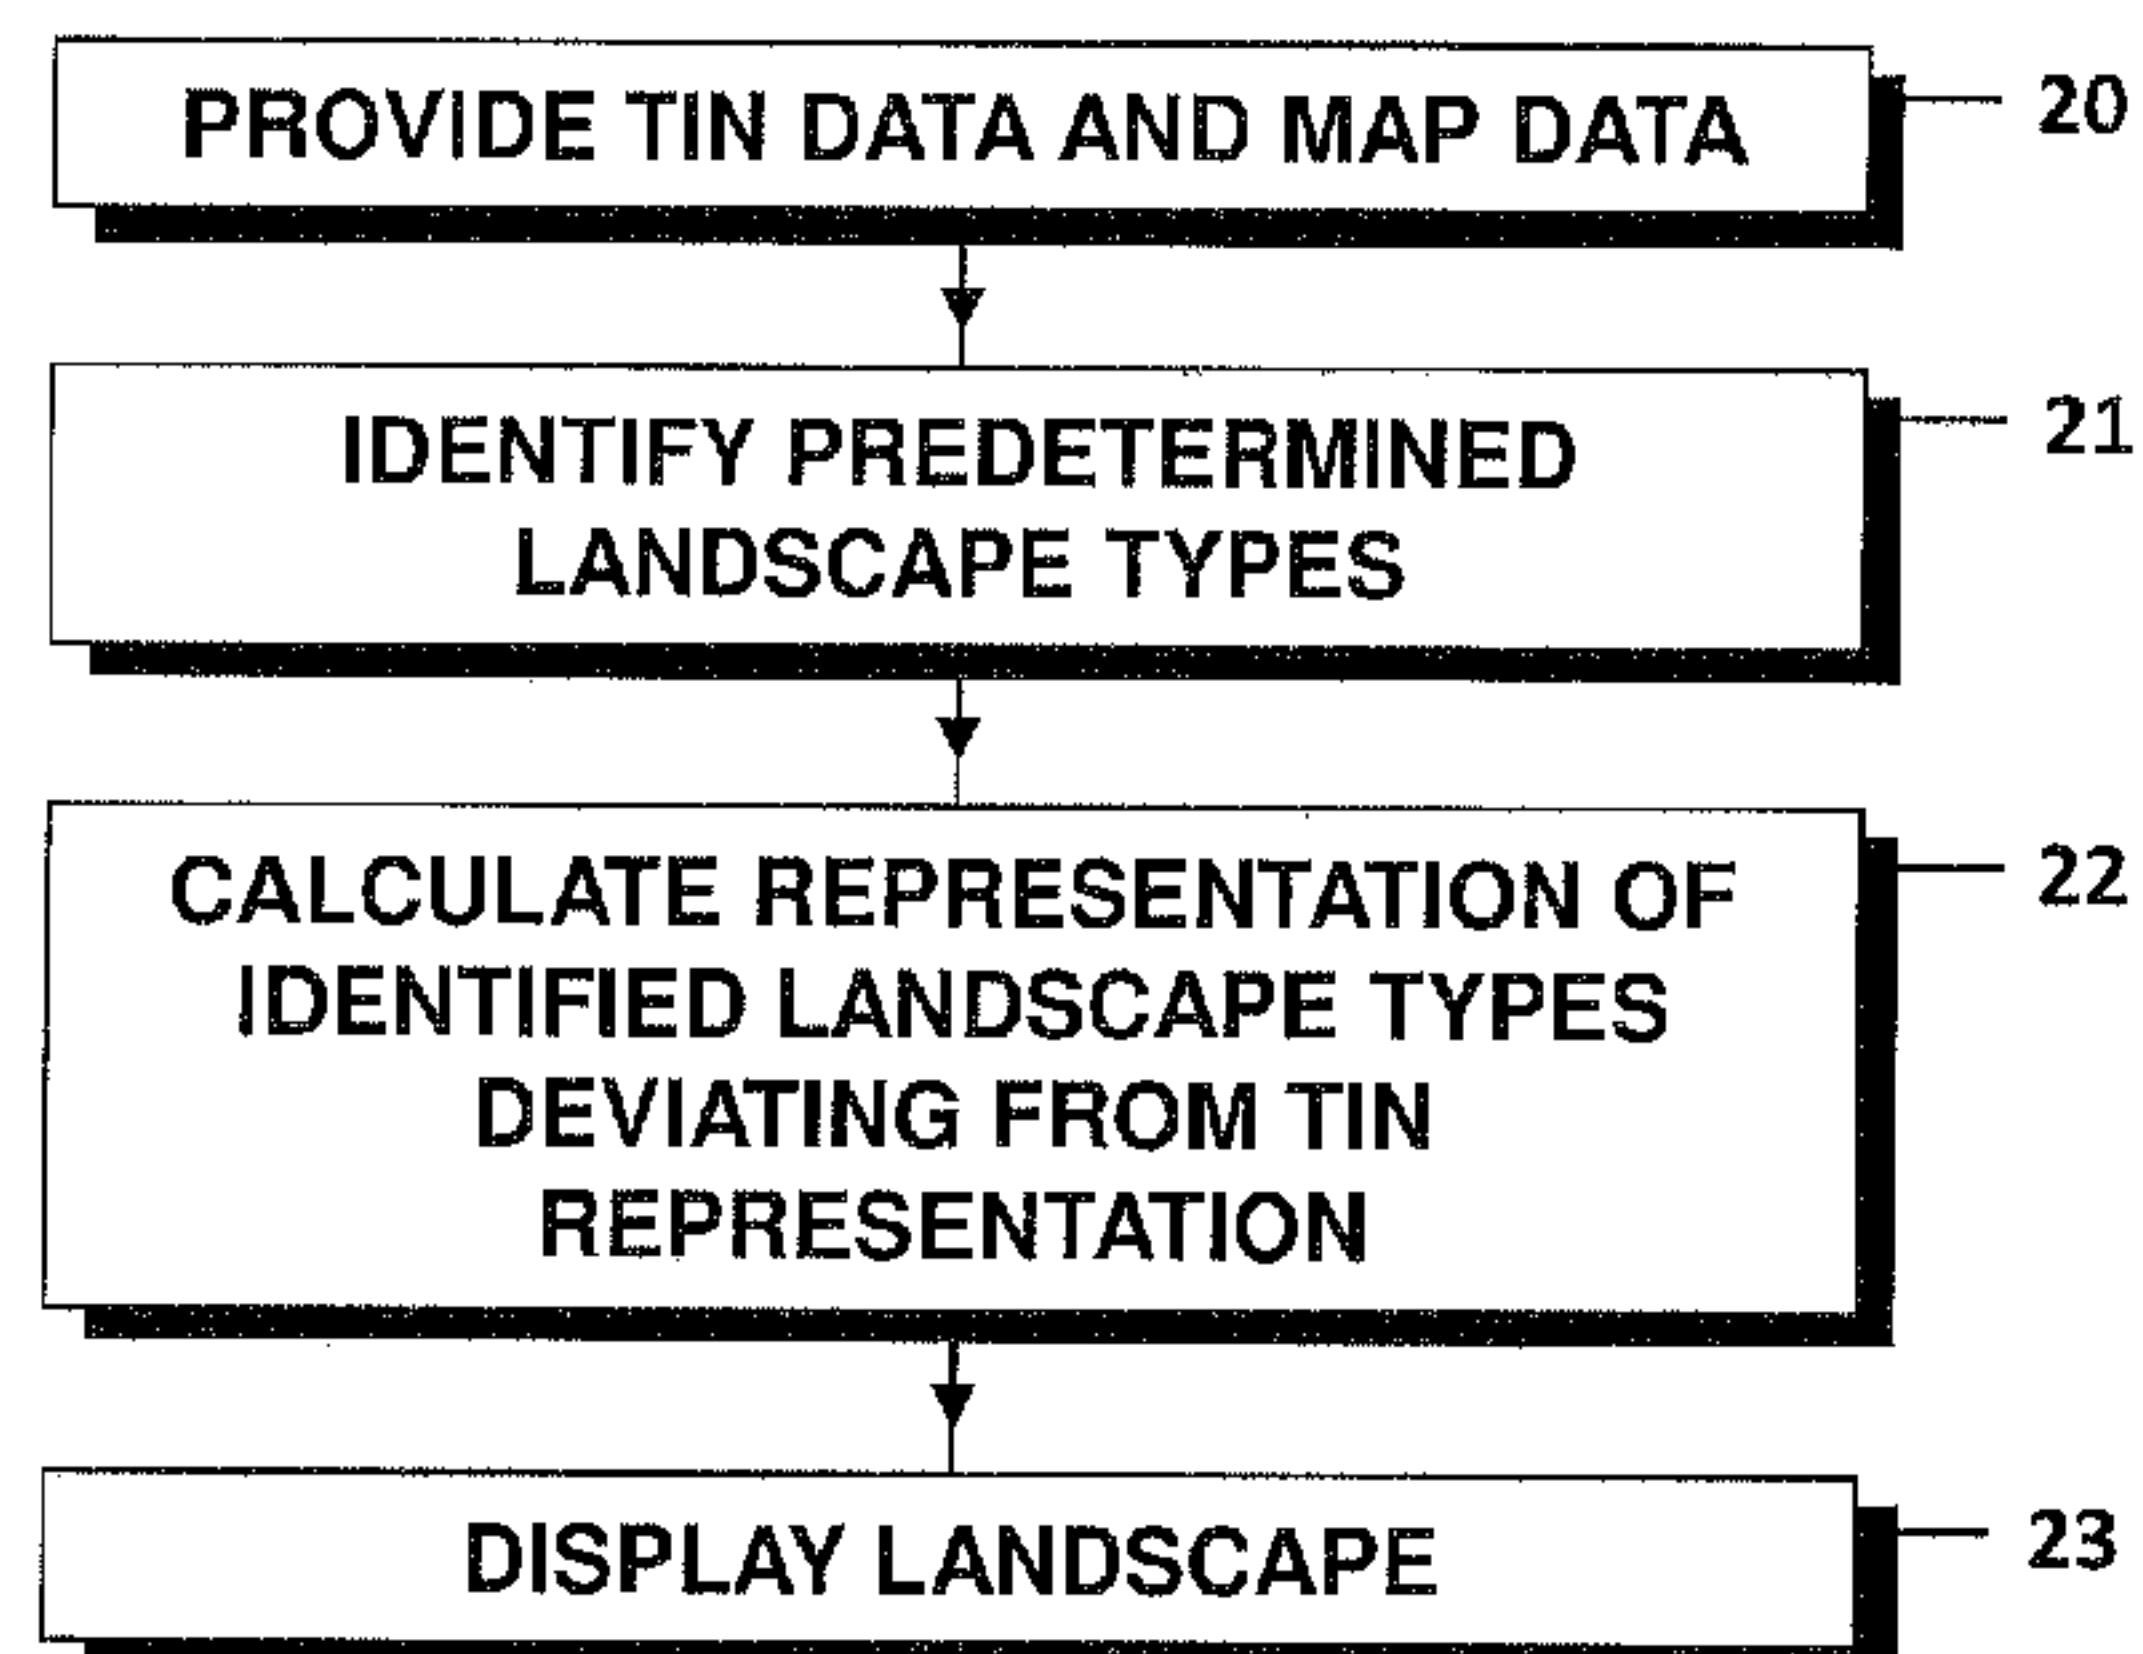 PROVIDE TIN DATA AND MAP DATA
20
IDENTIFY PREDETERMINED
LANDSCAPE TYPES
21
CALCULATE REPRESENTATION OF
IDENTIFIED LANDSCAPE TYPES
DEVIATING FROM TIN
REPRESENTATION
22
DISPLAY LANDSCAPE
23